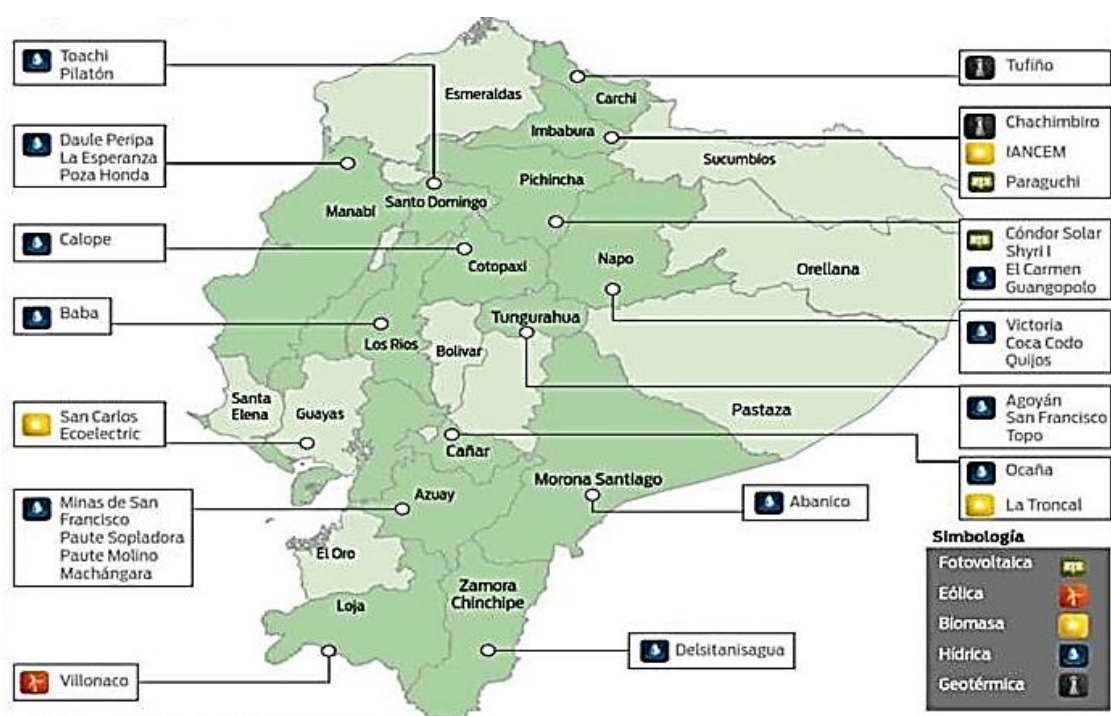 Toachi
Pilatón
Daule Peripa
La Esperanza
Poza Honda
Calope
Baba
San Carlos
Ecoelectric
Minas de San
Francisco
Paute Sopladora
Paute Molino
Machángara
Villonaco
Esmeraldas
Carchi
Imbabura
Sucumbíos
Pichincha
Santo Domingo
Manabí
Cotopaxi
Napo
Orellana
Tungurahua
Los Rios
Bolivar
Santa
Elena
Guayas
Pastaza
Cañar
Morona Santiago
Azuay
El Oro
Zamora
Chinchipe
Loja
Tufiño
Chachimbiro
IANCEM
Paraguchi
Cóndor Solar
Shyri I
El Carmen
Guangopolo
Victoria
Coca Codo
Quijos
Agoyán
San Francisco
Topo
Ocaña
La Troncal
Abanico
Delsitanisagua
Simbología
Fotovoltaica
Eólica
Biomasa
Hídrica
Geotérmica